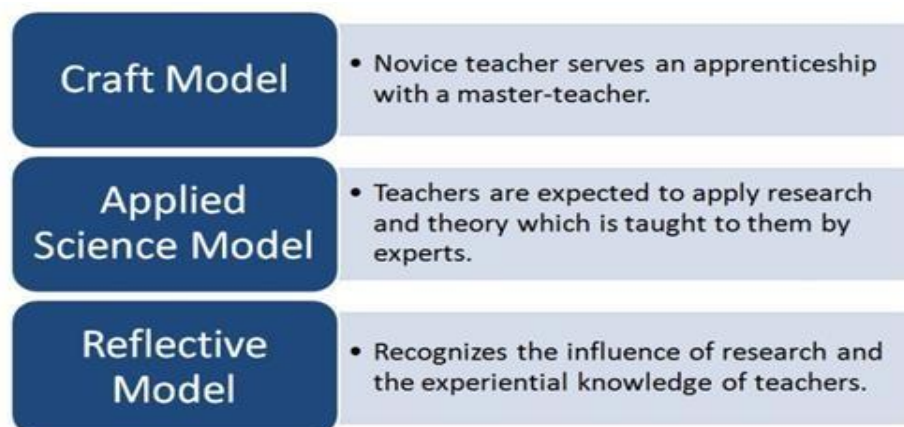 Craft Model
• Novice teacher serves an apprenticeship
with a master-teacher.
Applied
Science Model
• Teachers are expected to apply research
and theory which is taught to them by
experts.
Reflective
Model
• Recognizes the influence of research and
the experiential knowledge of teachers.